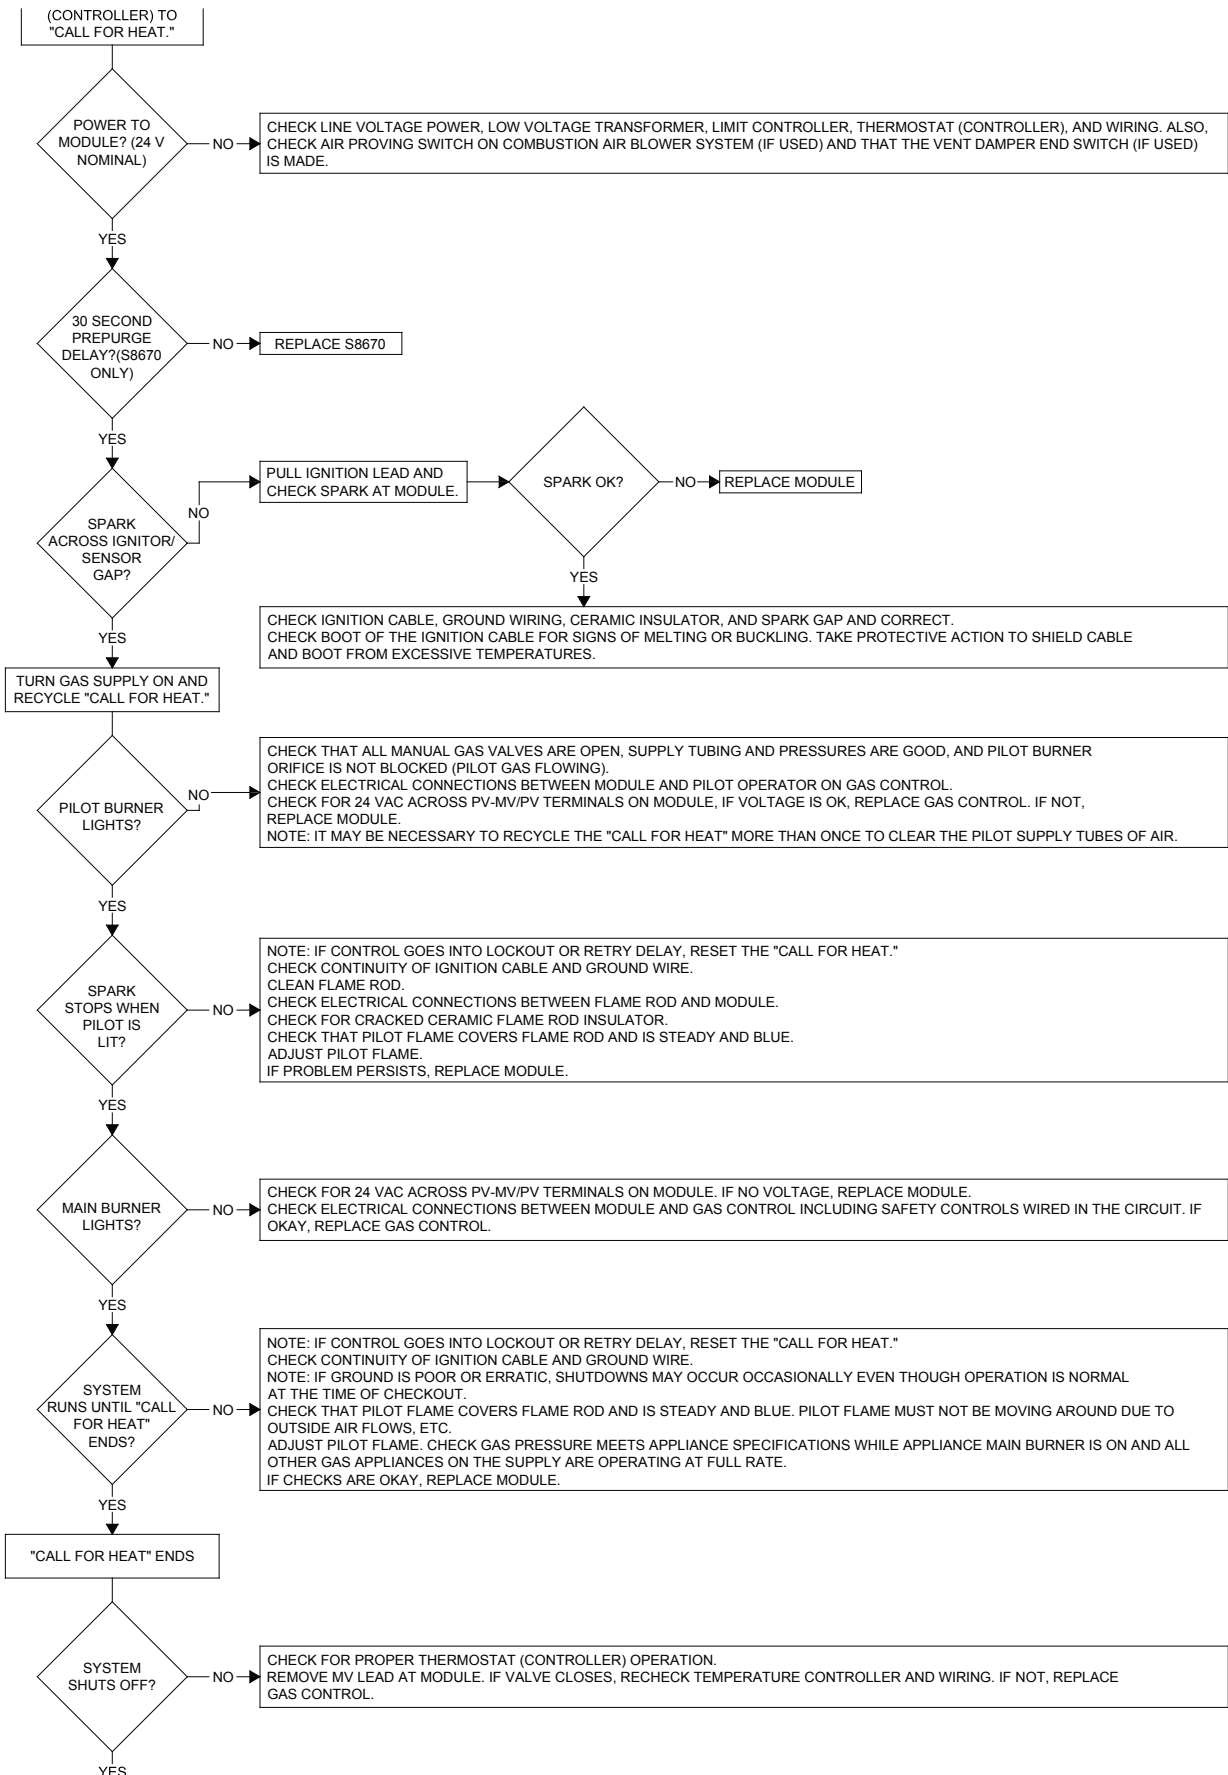 (CONTROLLER) TO
"CALL FOR HEAT."
POWER TO
MODULE? (24 V
NOMINAL)
NO
CHECK LINE VOLTAGE POWER, LOW VOLTAGE TRANSFORMER, LIMIT CONTROLLER, THERMOSTAT (CONTROLLER), AND WIRING. ALSO,
CHECK AIR PROVING SWITCH ON COMBUSTION AIR BLOWER SYSTEM (IF USED) AND THAT THE VENT DAMPER END SWITCH (IF USED)
IS MADE.
YES
30 SECOND
PREPURGE
DELAY?(S8670
ONLY)
NO
REPLACE S8670
YES
SPARK
ACROSS IGNITOR/
SENSOR
GAP?
NO
PULL IGNITION LEAD AND
CHECK SPARK AT MODULE.
SPARK OK?
NO
REPLACE MODULE
YES
CHECK IGNITION CABLE, GROUND WIRING, CERAMIC INSULATOR, AND SPARK GAP AND CORRECT.
CHECK BOOT OF THE IGNITION CABLE FOR SIGNS OF MELTING OR BUCKLING. TAKE PROTECTIVE ACTION TO SHIELD CABLE
AND BOOT FROM EXCESSIVE TEMPERATURES.
YES
TURN GAS SUPPLY ON AND
RECYCLE "CALL FOR HEAT."
PILOT BURNER
LIGHTS?
NO
CHECK THAT ALL MANUAL GAS VALVES ARE OPEN, SUPPLY TUBING AND PRESSURES ARE GOOD, AND PILOT BURNER
ORIFICE IS NOT BLOCKED (PILOT GAS FLOWING).
CHECK ELECTRICAL CONNECTIONS BETWEEN MODULE AND PILOT OPERATOR ON GAS CONTROL.
CHECK FOR 24 VAC ACROSS PV-MV/PV TERMINALS ON MODULE, IF VOLTAGE IS OK, REPLACE GAS CONTROL. IF NOT,
REPLACE MODULE.
NOTE: IT MAY BE NECESSARY TO RECYCLE THE "CALL FOR HEAT" MORE THAN ONCE TO CLEAR THE PILOT SUPPLY TUBES OF AIR.
YES
SPARK
STOPS WHEN
PILOT IS
LIT?
NO
NOTE: IF CONTROL GOES INTO LOCKOUT OR RETRY DELAY, RESET THE "CALL FOR HEAT."
CHECK CONTINUITY OF IGNITION CABLE AND GROUND WIRE.
CLEAN FLAME ROD.
CHECK ELECTRICAL CONNECTIONS BETWEEN FLAME ROD AND MODULE.
CHECK FOR CRACKED CERAMIC FLAME ROD INSULATOR.
CHECK THAT PILOT FLAME COVERS FLAME ROD AND IS STEADY AND BLUE.
ADJUST PILOT FLAME.
IF PROBLEM PERSISTS, REPLACE MODULE.
YES
MAIN BURNER
LIGHTS?
NO
CHECK FOR 24 VAC ACROSS PV-MV/PV TERMINALS ON MODULE. IF NO VOLTAGE, REPLACE MODULE.
CHECK ELECTRICAL CONNECTIONS BETWEEN MODULE AND GAS CONTROL INCLUDING SAFETY CONTROLS WIRED IN THE CIRCUIT. IF
OKAY, REPLACE GAS CONTROL.
YES
SYSTEM
RUNS UNTIL "CALL
FOR HEAT"
ENDS?
NO
NOTE: IF CONTROL GOES INTO LOCKOUT OR RETRY DELAY, RESET THE "CALL FOR HEAT."
CHECK CONTINUITY OF IGNITION CABLE AND GROUND WIRE.
NOTE: IF GROUND IS POOR OR ERRATIC, SHUTDOWNS MAY OCCUR OCCASIONALLY EVEN THOUGH OPERATION IS NORMAL
AT THE TIME OF CHECKOUT.
CHECK THAT PILOT FLAME COVERS FLAME ROD AND IS STEADY AND BLUE. PILOT FLAME MUST NOT BE MOVING AROUND DUE TO
OUTSIDE AIR FLOWS, ETC.
ADJUST PILOT FLAME. CHECK GAS PRESSURE MEETS APPLIANCE SPECIFICATIONS WHILE APPLIANCE MAIN BURNER IS ON AND ALL
OTHER GAS APPLIANCES ON THE SUPPLY ARE OPERATING AT FULL RATE.
IF CHECKS ARE OKAY, REPLACE MODULE.
YES
"CALL FOR HEAT" ENDS
SYSTEM
SHUTS OFF?
NO
CHECK FOR PROPER THERMOSTAT (CONTROLLER) OPERATION.
REMOVE MV LEAD AT MODULE. IF VALVE CLOSES, RECHECK TEMPERATURE CONTROLLER AND WIRING. IF NOT, REPLACE
GAS CONTROL.
YES